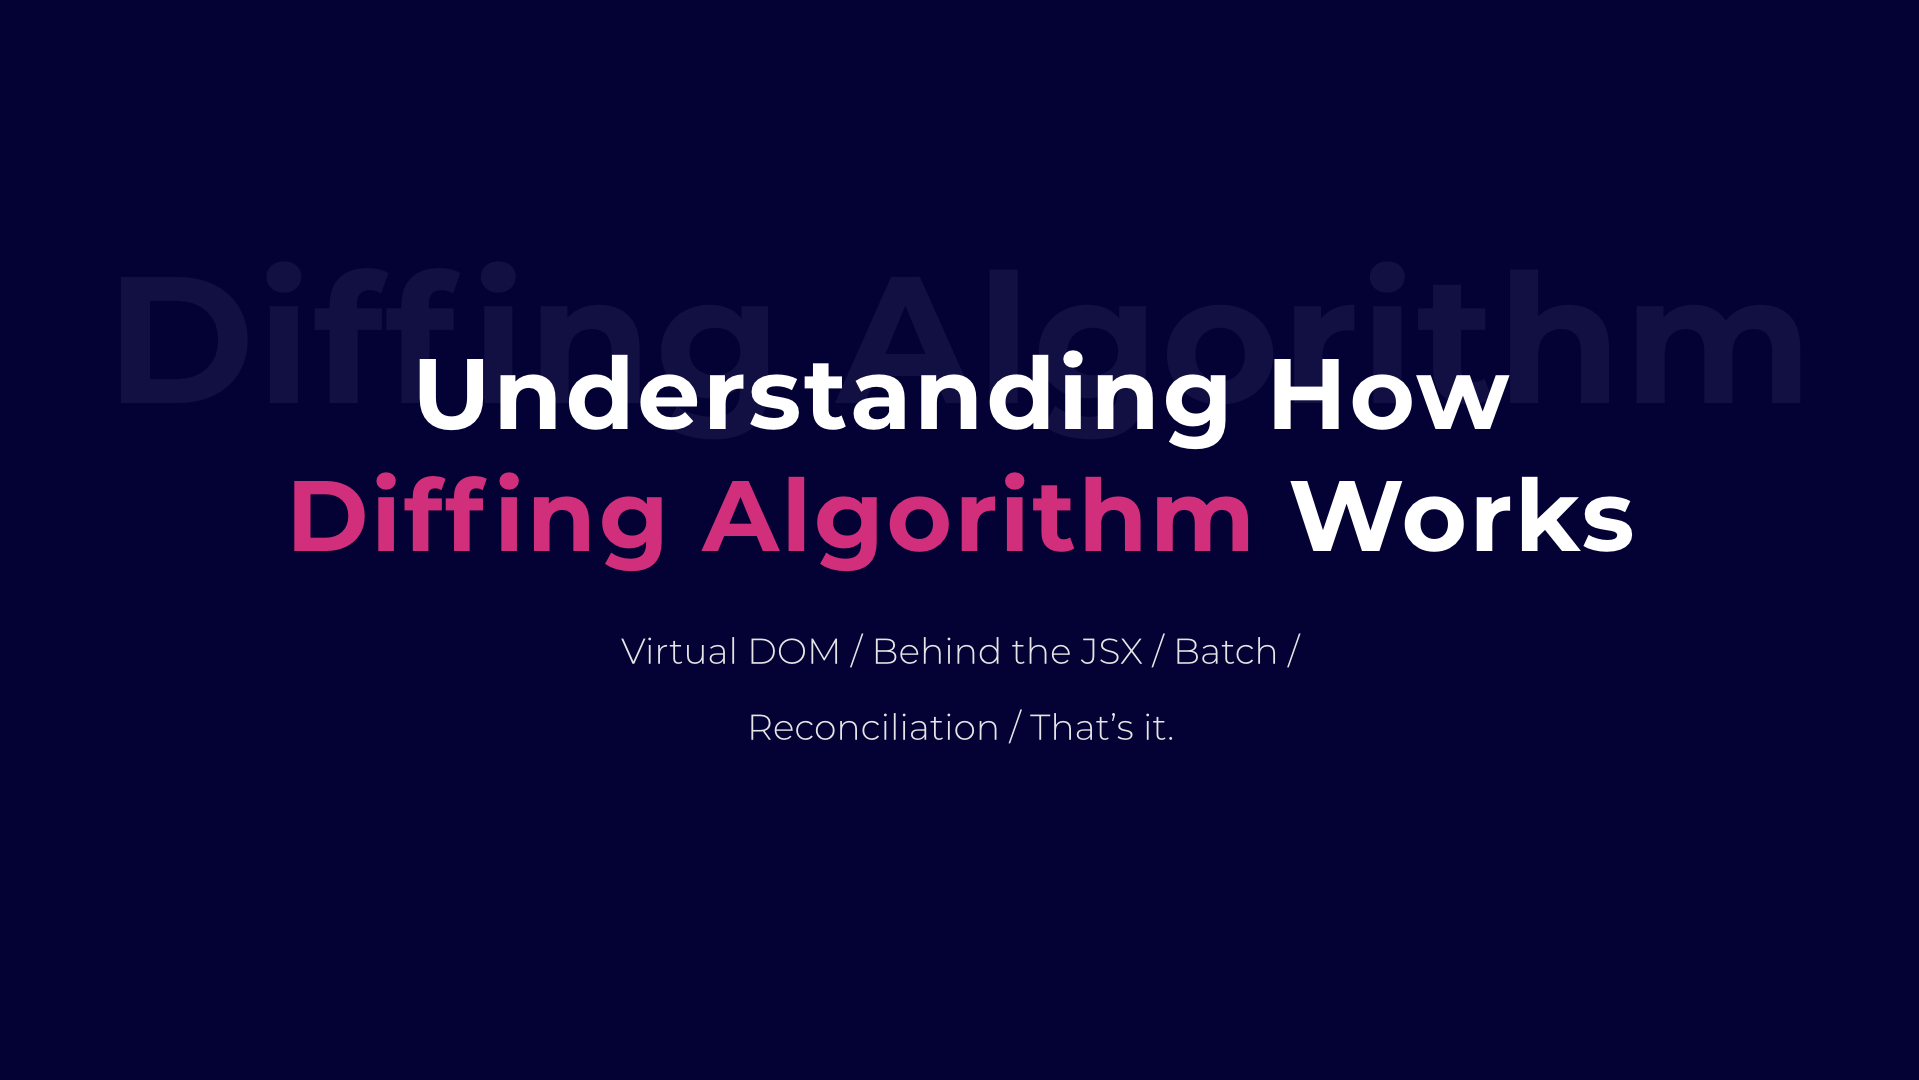 Diffing Algorithm
Understanding How
Diffing Algorithm Works
Virtual DOM / Behind the JSX / Batch /
Reconciliation / That’s it.